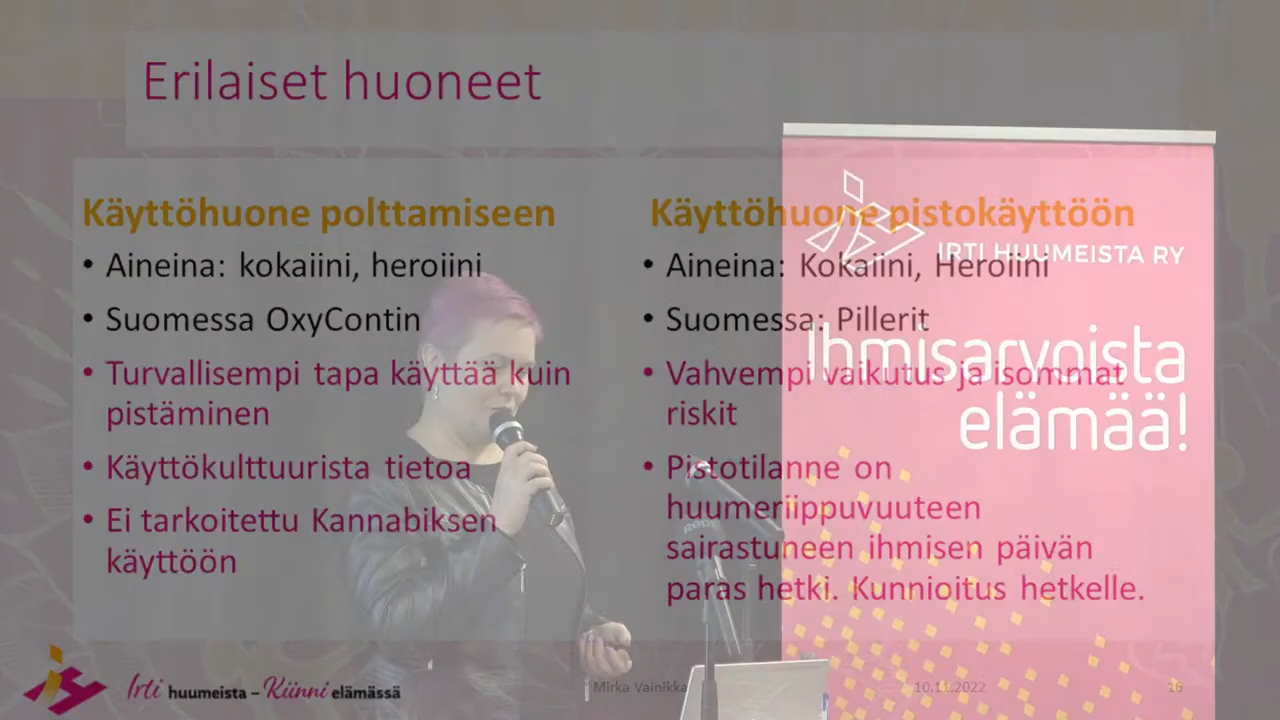 Erilaiset huoneet
Käyttöhuone polttamiseen
• Aineina: kokaiini, heroiini
• Suomessa OxyContin
• Turvallisempi tapa käyttää kuin
pistäminen
• Käyttökulttuurista tietoa
• Ei tarkoitettu Kannabiksen
käyttöön
Käyttöhuone pistokäyttöön
• Aineina: Kokaiini, Heroiini
• Suomessa: Pillerit
• Vahvempi vaikutus ja isommat
riskit
• Pistotilanne on
huumeriippuvuuteen
sairastuneen ihmisen päivän
paras hetki. Kunnioitus hetkelle.
IRTI HUUMEISTA RY
Ihmisarvoista
elämää!
RODE
Irti huumeista – Kiinni elämässä
Mirka Vainikka
10.11.2022